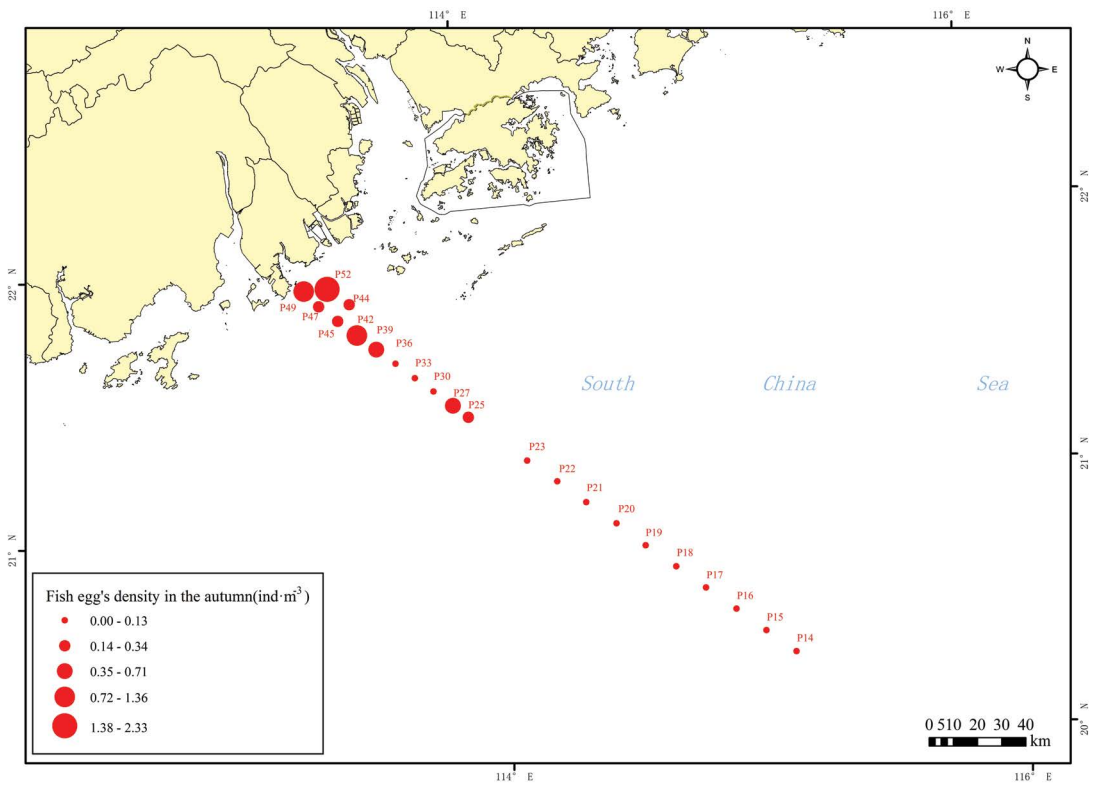 114° E
116° E
N
W
E
S
22° N
22° N
P52
P49
P44
P47
P45
P42
P39
P36
P33
P30
P27
P25
South China Sea
P23
21° N
P22
P21
P20
P19
21° N
P18
P17
P16
P15
P14
Fish egg's density in the autumn(ind·m⁻³)
0.00 - 0.13
0.14 - 0.34
0.35 - 0.71
0.72 - 1.36
1.38 - 2.33
20° N
0 5 10 20 30 40
km
114° E
116° E